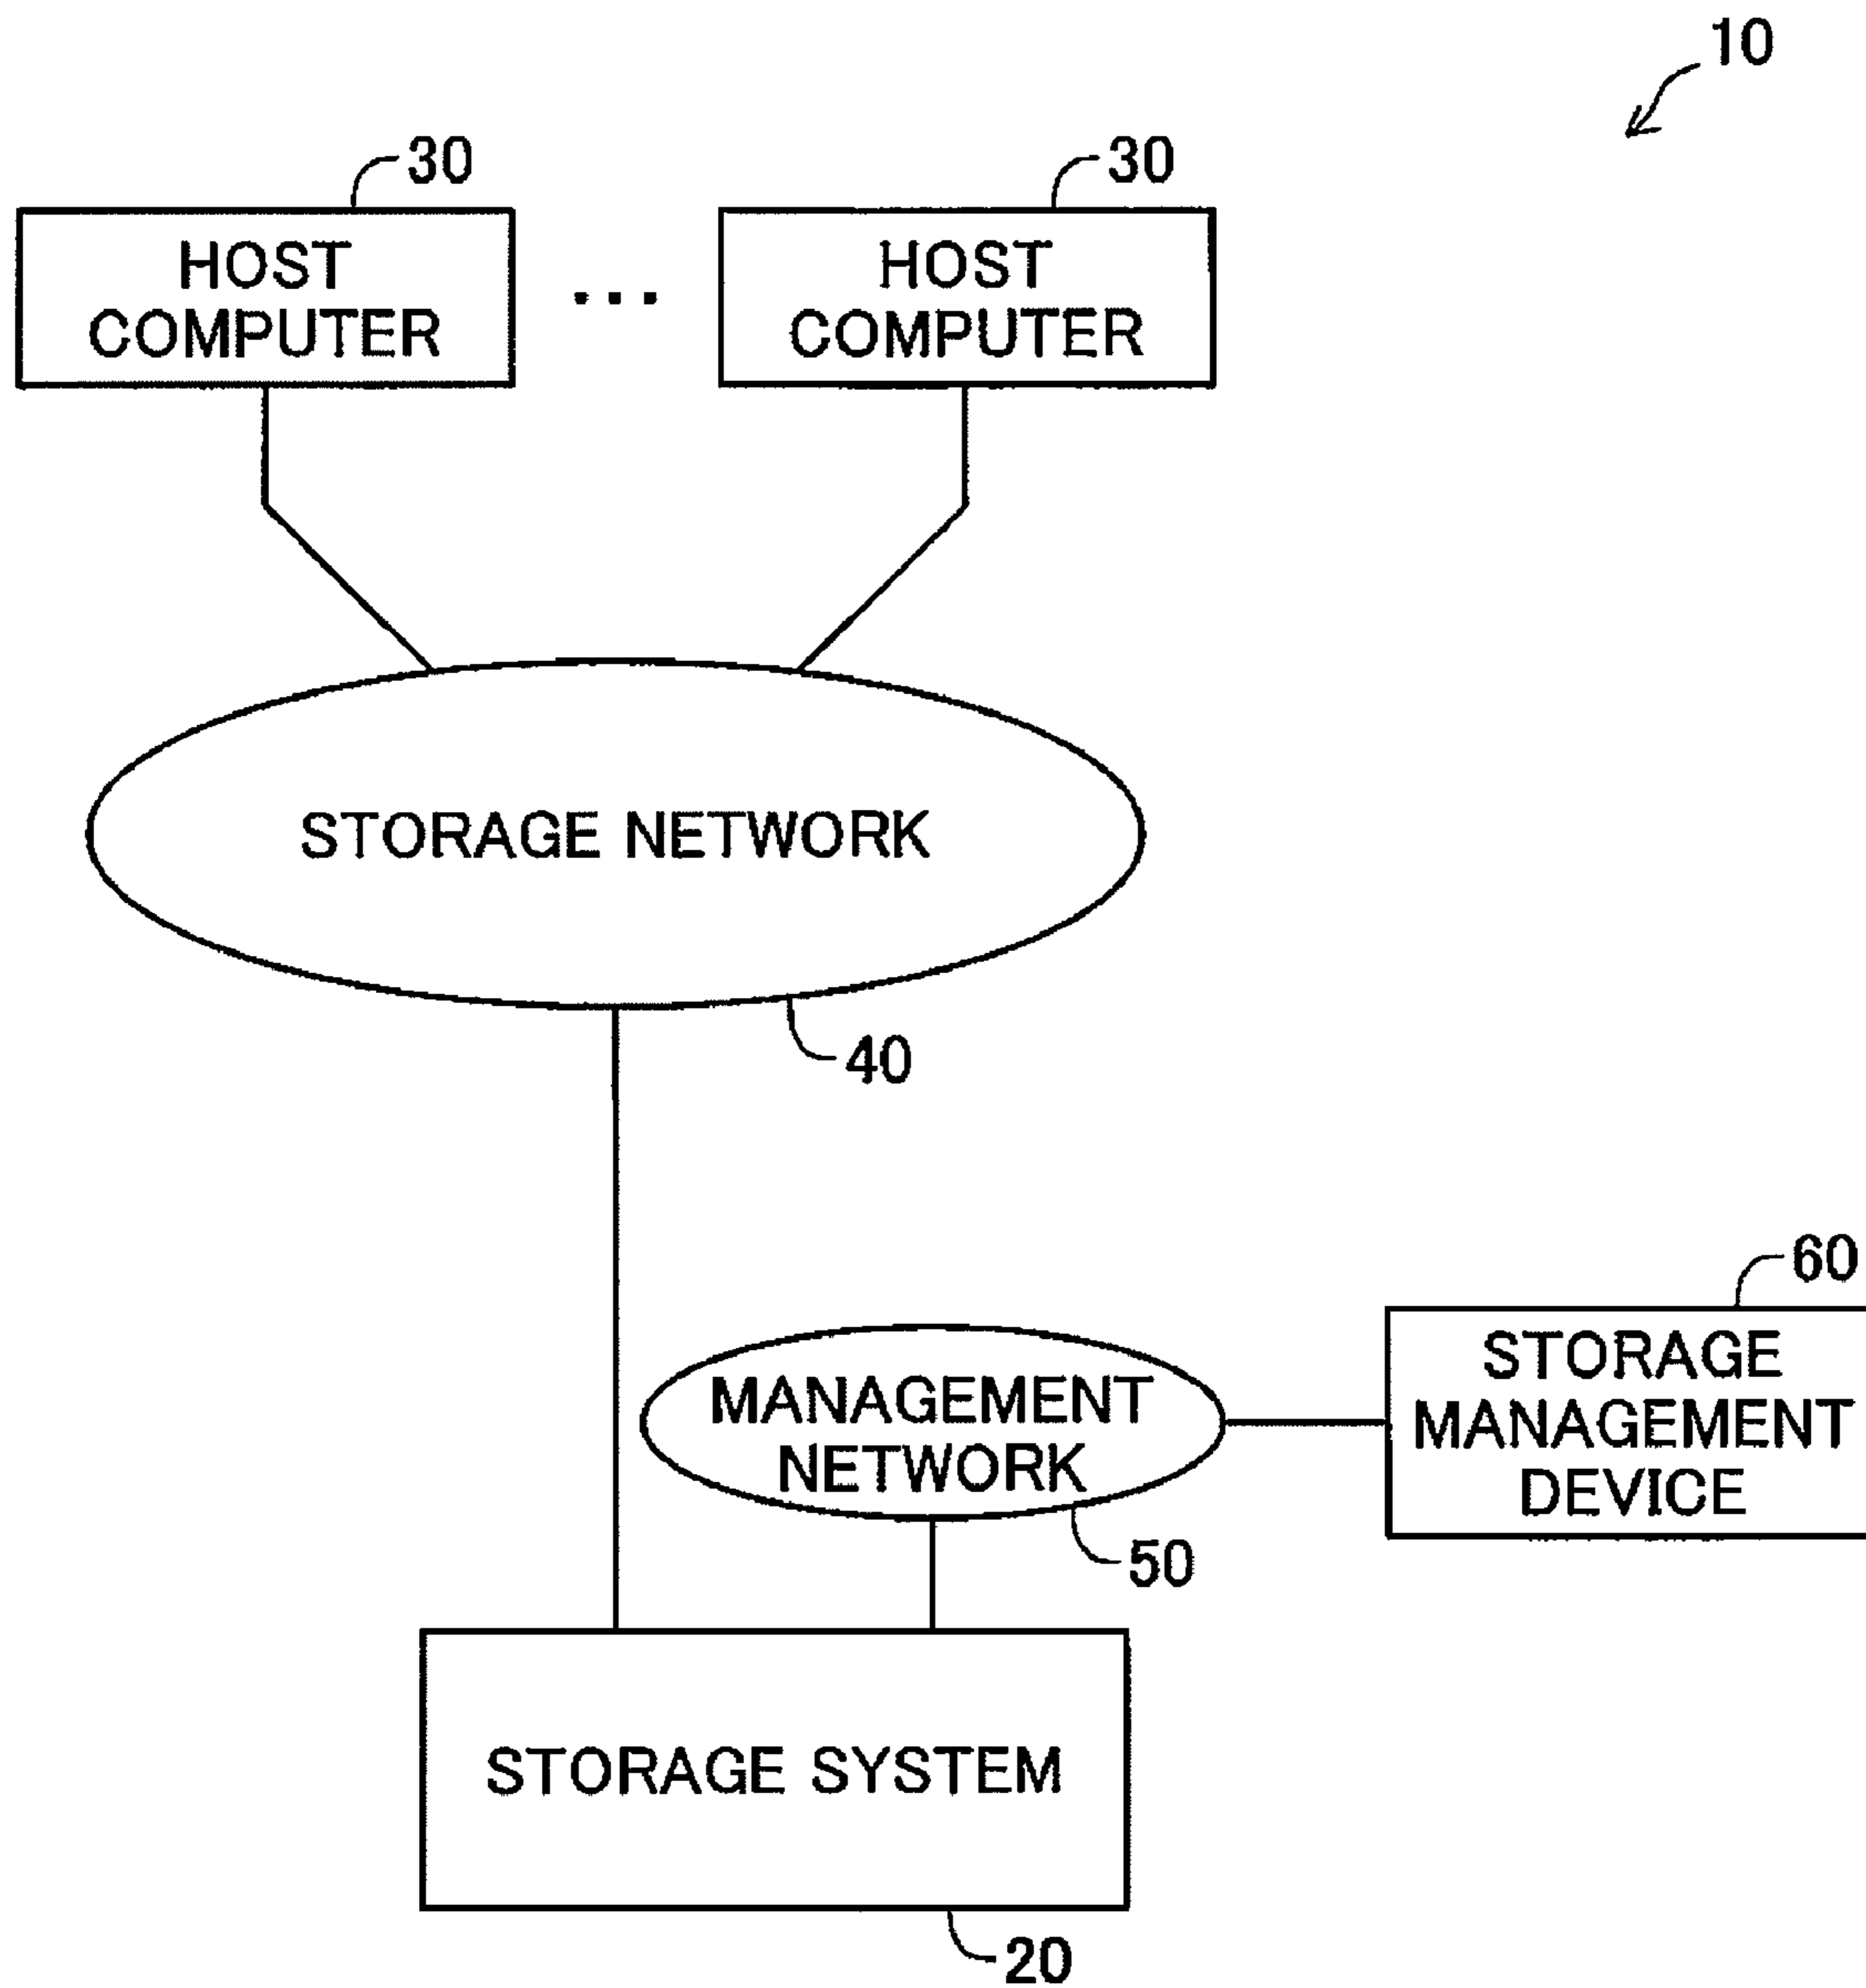 10
30
30
HOST
COMPUTER
...
HOST
COMPUTER
STORAGE NETWORK
40
60
STORAGE
MANAGEMENT
DEVICE
MANAGEMENT
NETWORK
50
STORAGE SYSTEM
20